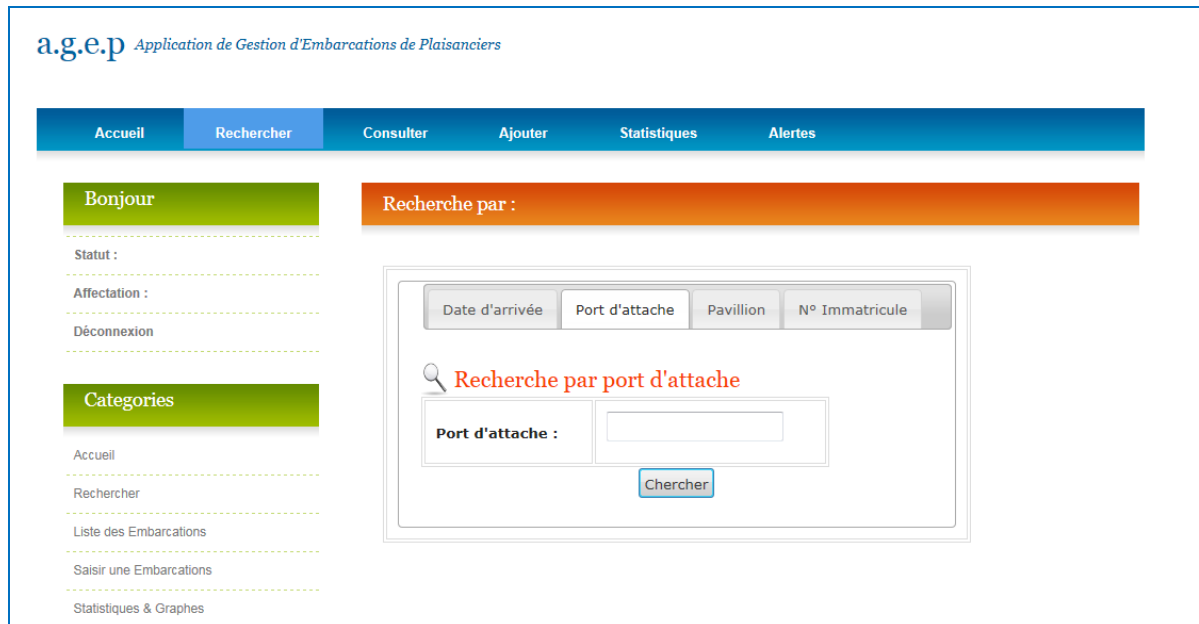 a.g.e.p Application de Gestion d'Embarcations de Plaisanciers
Accueil Rechercher Consulter Ajouter Statistiques Alertes
Bonjour
Statut :
Affectation :
Déconnexion
Categories
Accueil
Rechercher
Liste des Embarcations
Saisir une Embarcations
Statistiques & Graphes
Recherche par :
Date d'arrivée Port d'attache Pavillion Nº Immatricule
Recherche par port d'attache
Port d'attache :
Chercher